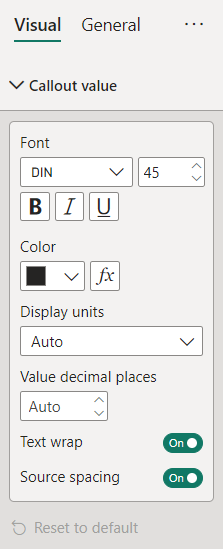 Visual General ...
Callout value
Font
DIN 45
B I U
Color
fx
Display units
Auto
Value decimal places
Auto
Text wrap On
Source spacing On
Reset to default